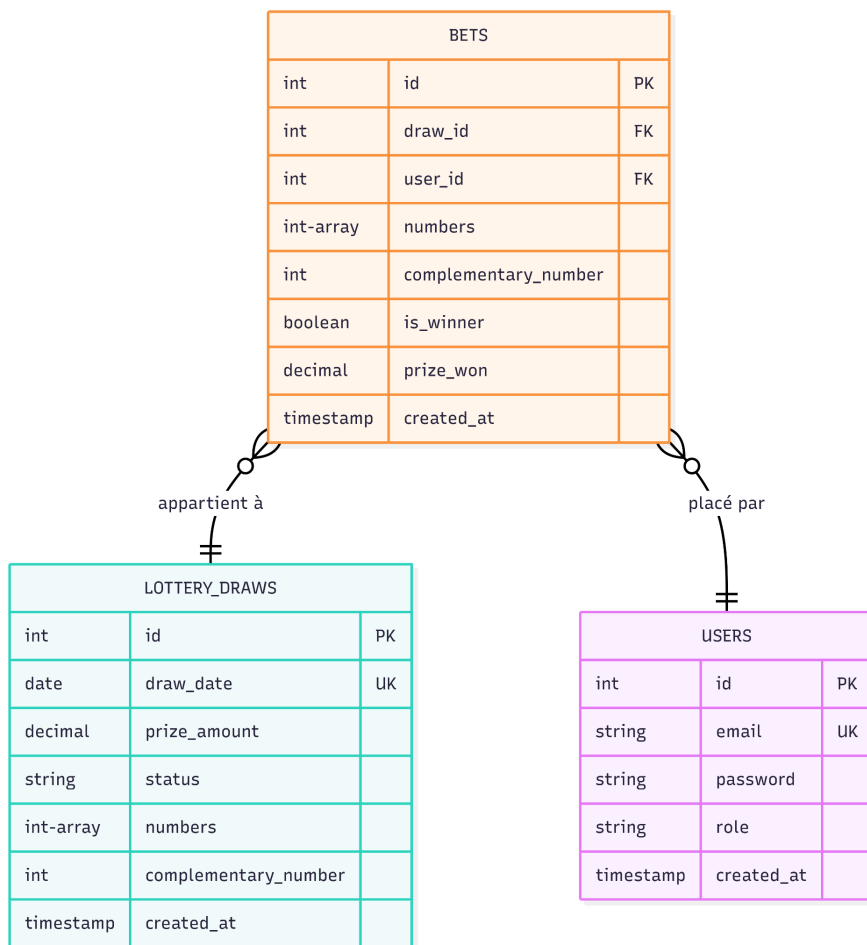 BETS
int id PK
int draw_id FK
int user_id FK
int-array numbers
int complementary_number
boolean is_winner
decimal prize_won
timestamp created_at
appartient à
placé par
LOTTERY_DRAWS
int id PK
date draw_date UK
decimal prize_amount
string status
int-array numbers
int complementary_number
timestamp created_at
USERS
int id PK
string email UK
string password
string role
timestamp created_at